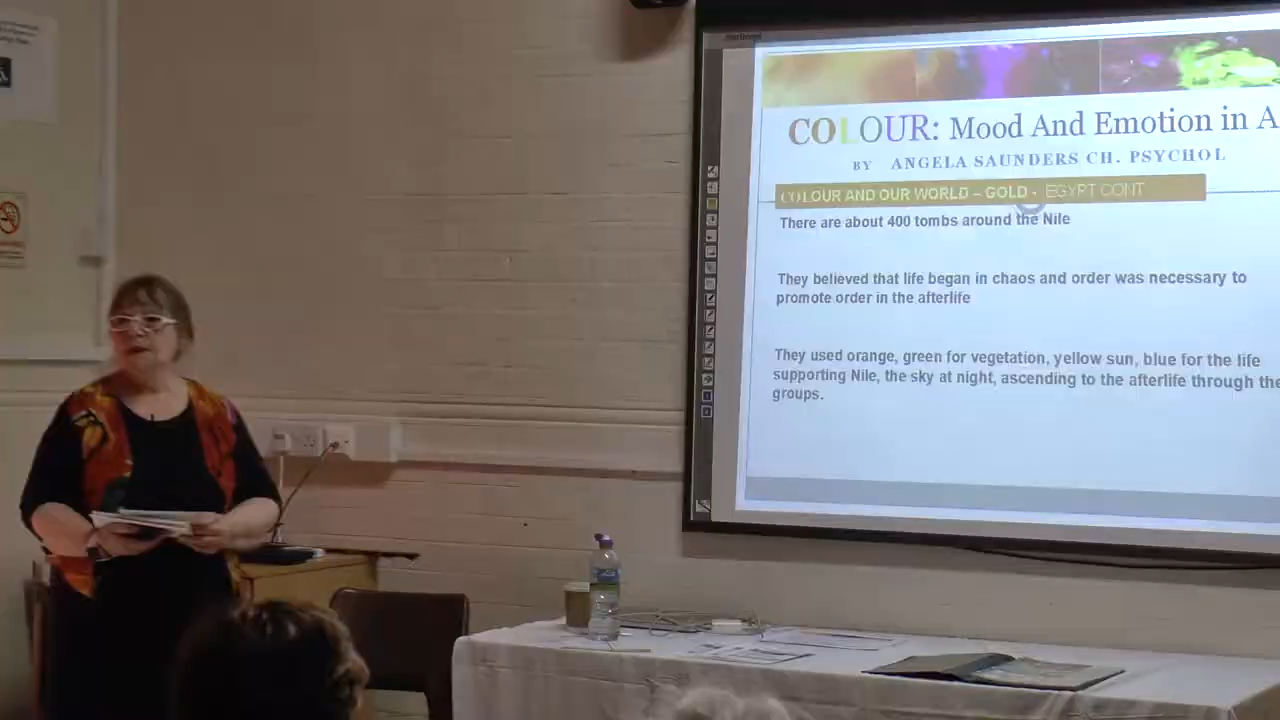 COLOUR: Mood And Emotion in A
BY ANGELA SAUNDERS CH. PSYCHOL
COLOUR AND OUR WORLD – GOLD - EGYPT CONT
There are about 400 tombs around the Nile
They believed that life began in chaos and order was necessary to
promote order in the afterlife
They used orange, green for vegetation, yellow sun, blue for the life
supporting Nile, the sky at night, ascending to the afterlife through the
groups.